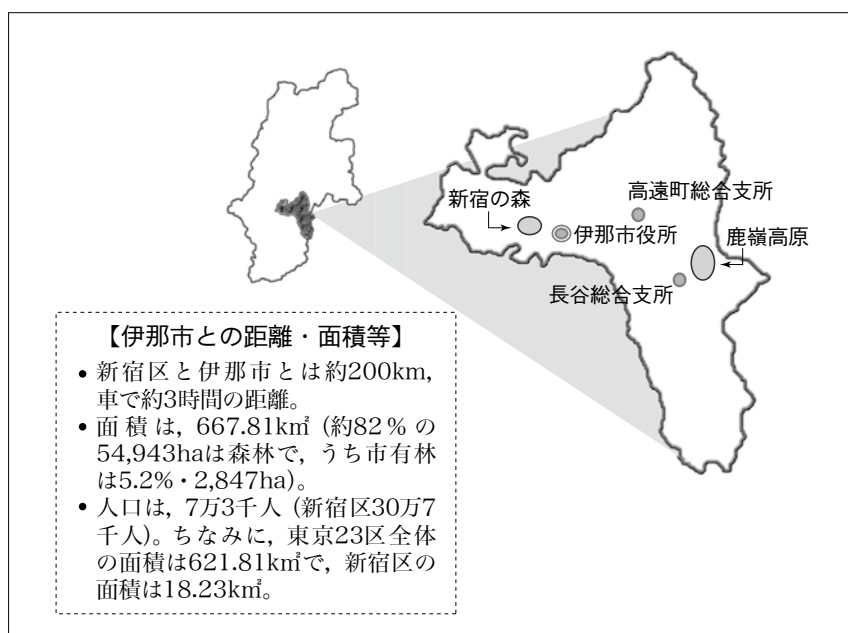 新宿の森
高遠町総合支所
伊那市役所
鹿嶺高原
長谷総合支所
【伊那市との距離・面積等】
• 新宿区と伊那市とは約200km,
車で約3時間の距離。
• 面積は, 667.81k㎡ (約82%の
54,943haは森林で, うち市有林
は5.2%・2,847ha)。
• 人口は, 7万3千人 (新宿区30万7
千人)。ちなみに, 東京23区全体
の面積は621.81k㎡で, 新宿区の
面積は18.23k㎡。